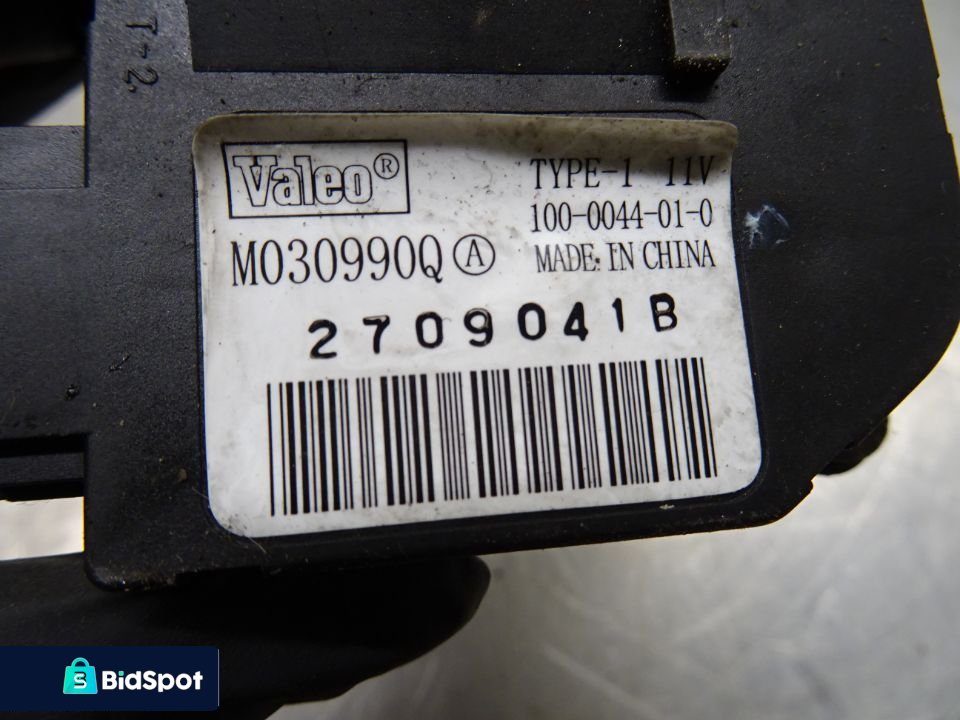 T-2
Valeo®
TYPE-1 11V
100-0044-01-0
M030990Q Ⓐ
MADE IN CHINA
2709041B
S BidSpot